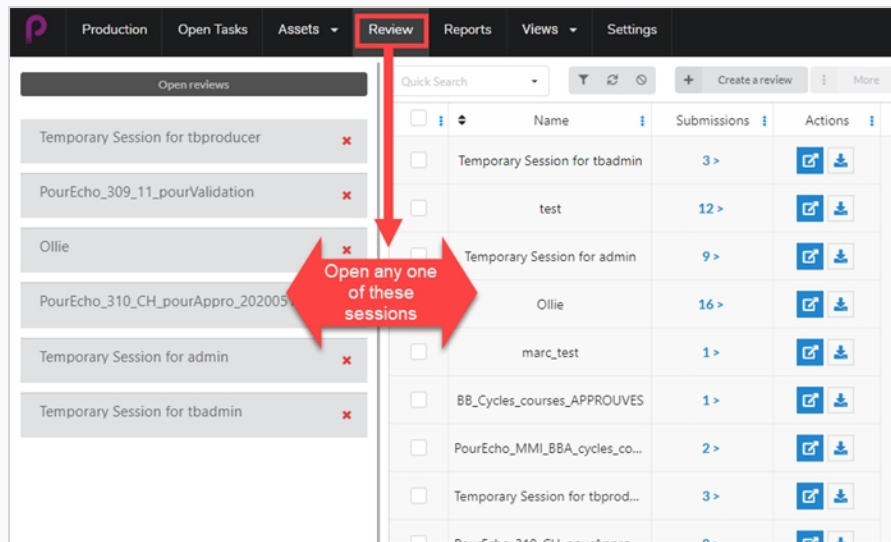 Production Open Tasks Assets Review Reports Views Settings
Open reviews
Temporary Session for tbproducer
PourEcho_309_11_pourValidation
Ollie
PourEcho_310_CH_pourAppro_202005
Temporary Session for admin
Temporary Session for tbadmin
Open any one
of these
sessions
Quick Search + Create a review More
Name Submissions Actions
Temporary Session for tbadmin 3 >
test 12 >
Temporary Session for admin 9 >
Ollie 16 >
marc_test 1 >
BB_Cycles_courses_APPROUVES 1 >
PourEcho_MMI_BBA_cycles_co... 2 >
Temporary Session for tbprod... 3 >